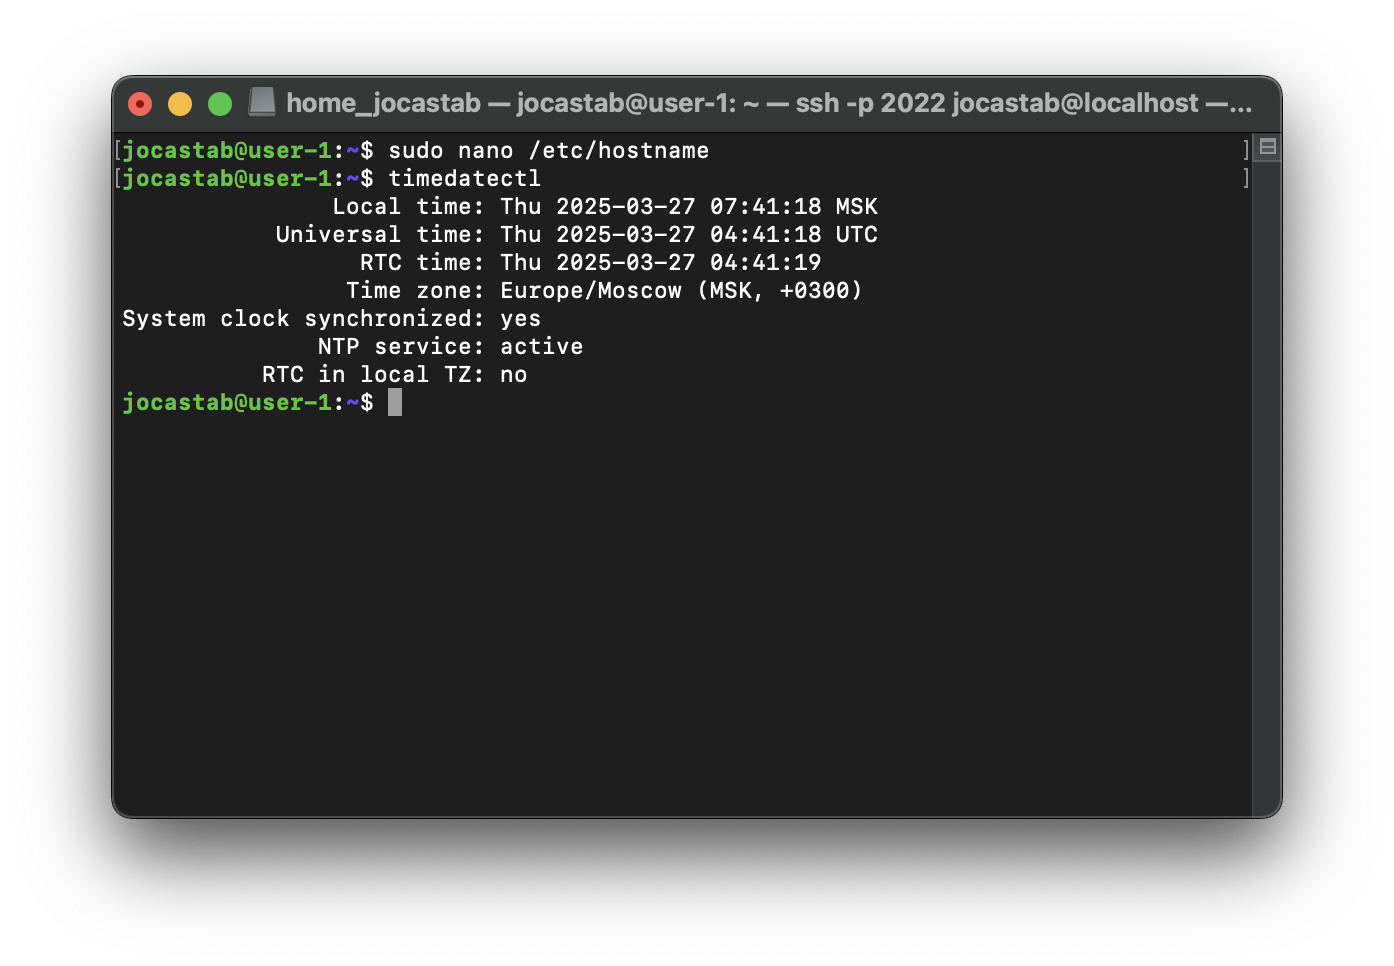 home_jocastab — jocastab@user-1: ~ — ssh -p 2022 jocastab@localhost —...
[jocastab@user-1:~$ sudo nano /etc/hostname ]
[jocastab@user-1:~$ timedatectl ]
Local time: Thu 2025-03-27 07:41:18 MSK
Universal time: Thu 2025-03-27 04:41:18 UTC
RTC time: Thu 2025-03-27 04:41:19
Time zone: Europe/Moscow (MSK, +0300)
System clock synchronized: yes
NTP service: active
RTC in local TZ: no
jocastab@user-1:~$